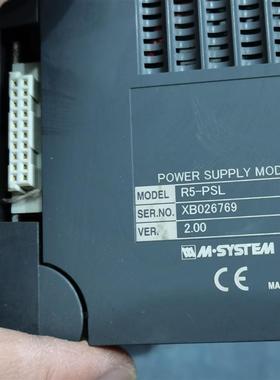 POWER SUPPLY MOD
MODEL R5-PSL
SER.NO. XB026769
VER. 2.00
M-SYSTEM
CE MA